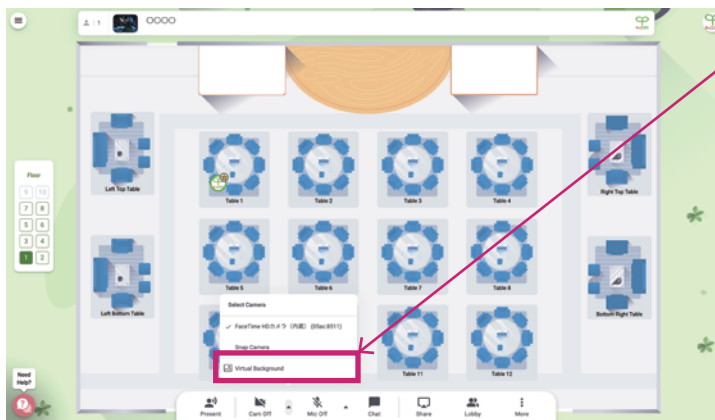 : 1
○○○○
Floor
9 10
7 8
5 6
3 4
1 2
Left Top Table
Table 1
Table 2
Table 3
Table 4
Right Top Table
Table 5
Table 6
Table 7
Table 8
Left Bottom Table
Bottom Right Table
Select Camera
✓ FaceTime HDカメラ（内蔵） (05ac:8511)
Snap Camera
Virtual Background
Table 11
Table 12
Need
Help?
Present
Cam Off
Mic Off
Chat
Share
Lobby
More